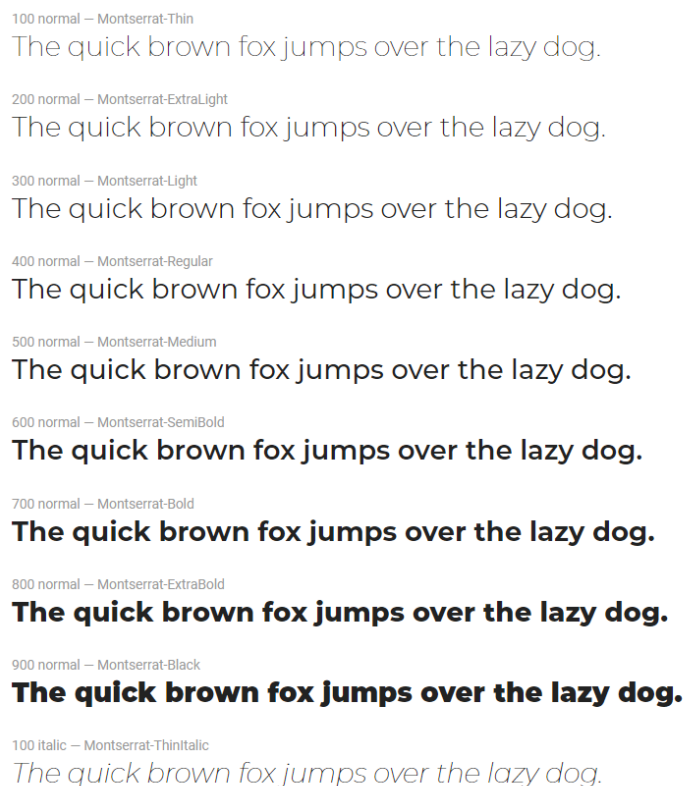 100 normal — Montserrat-Thin
The quick brown fox jumps over the lazy dog.
200 normal — Montserrat-ExtraLight
The quick brown fox jumps over the lazy dog.
300 normal — Montserrat-Light
The quick brown fox jumps over the lazy dog.
400 normal — Montserrat-Regular
The quick brown fox jumps over the lazy dog.
500 normal — Montserrat-Medium
The quick brown fox jumps over the lazy dog.
600 normal — Montserrat-SemiBold
The quick brown fox jumps over the lazy dog.
700 normal — Montserrat-Bold
The quick brown fox jumps over the lazy dog.
800 normal — Montserrat-ExtraBold
The quick brown fox jumps over the lazy dog.
900 normal — Montserrat-Black
The quick brown fox jumps over the lazy dog.
100 italic — Montserrat-ThinItalic
The quick brown fox jumps over the lazy dog.